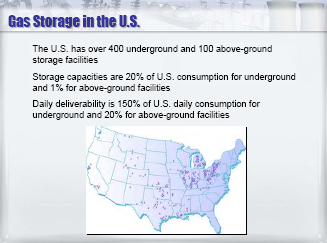 Gas Storage in the U.S.
The U.S. has over 400 underground and 100 above-ground
storage facilities
Storage capacities are 20% of U.S. consumption for underground
and 1% for above-ground facilities
Daily deliverability is 150% of U.S. daily consumption for
underground and 20% for above-ground facilities